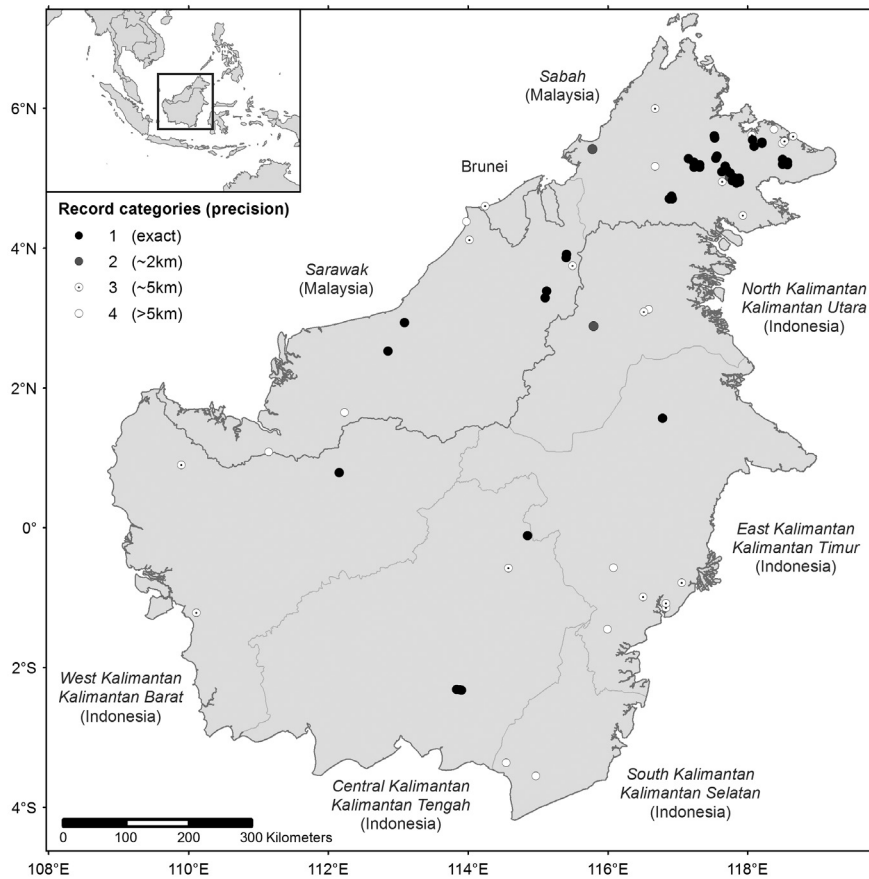 6°N
4°N
2°N
0°
2°S
4°S
Record categories (precision)
1 (exact)
2 (~2km)
3 (~5km)
4 (>5km)
Sabah
(Malaysia)
Brunei
Sarawak
(Malaysia)
North Kalimantan
Kalimantan Utara
(Indonesia)
East Kalimantan
Kalimantan Timur
(Indonesia)
West Kalimantan
Kalimantan Barat
(Indonesia)
Central Kalimantan
Kalimantan Tengah
(Indonesia)
South Kalimantan
Kalimantan Selatan
(Indonesia)
0 100 200 300 Kilometers
108°E 110°E 112°E 114°E 116°E 118°E